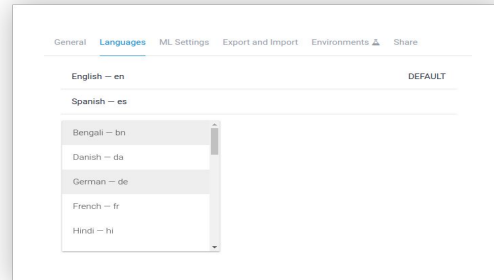 General Languages ML Settings Export and Import Environments Share
English — en DEFAULT
Spanish — es
Bengali — bn
Danish — da
German — de
French — fr
Hindi — hi